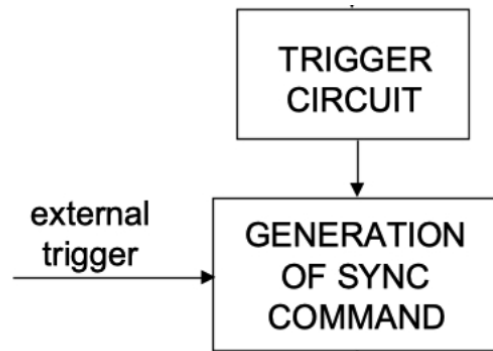 TRIGGER
CIRCUIT
external
trigger
GENERATION
OF SYNC
COMMAND